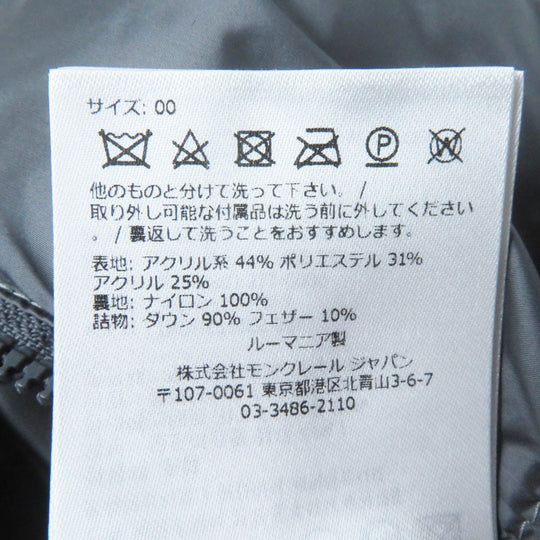 サイズ: 00
P W
他のものと分けて洗って下さい。/
取り外し可能な付属品は洗う前に外してください
。/ 裏返して洗うことをおすすめします。
表地: アクリル系 44% ポリエステル 31%
アクリル 25%
裏地: ナイロン 100%
詰物: ダウン 90% フェザー 10%
ルーマニア製
株式会社モンクレール ジャパン
〒107-0061 東京都港区北青山3-6-7
03-3486-2110